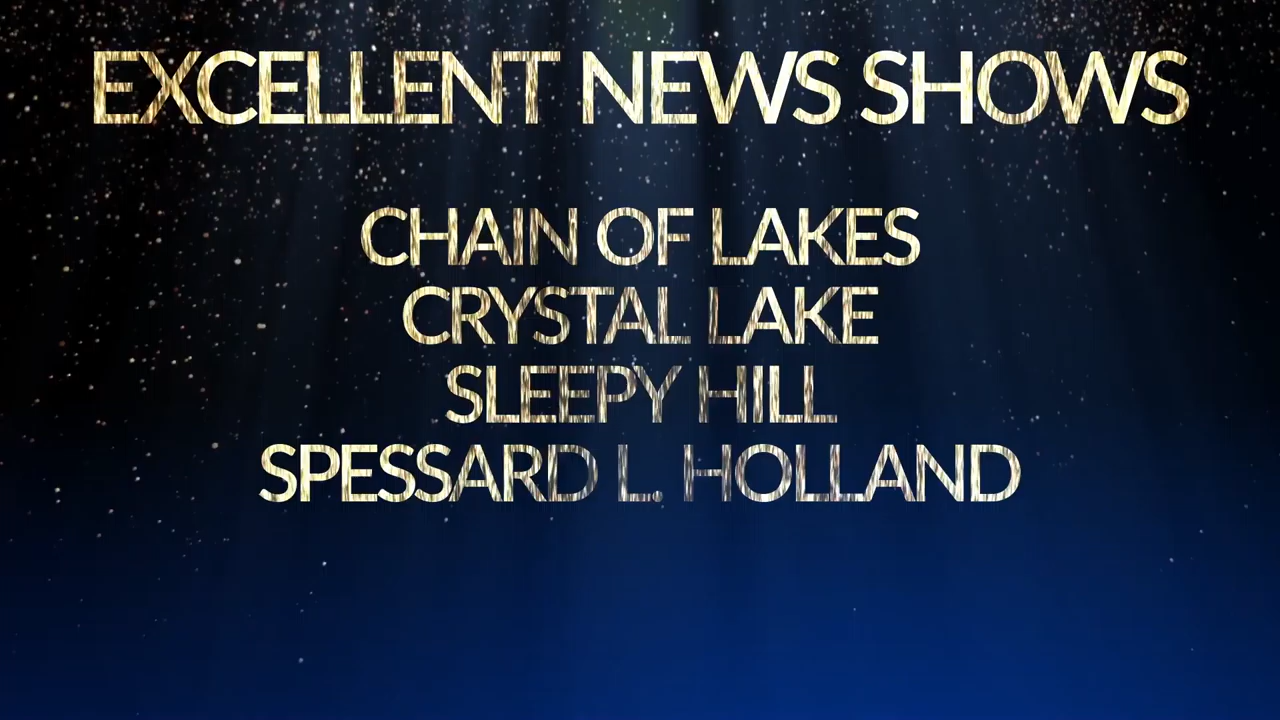 EXCELLENT NEWS SHOWS
CHAIN OF LAKES
CRYSTAL LAKE
SLEEPY HILL
SPESSARD L. HOLLAND